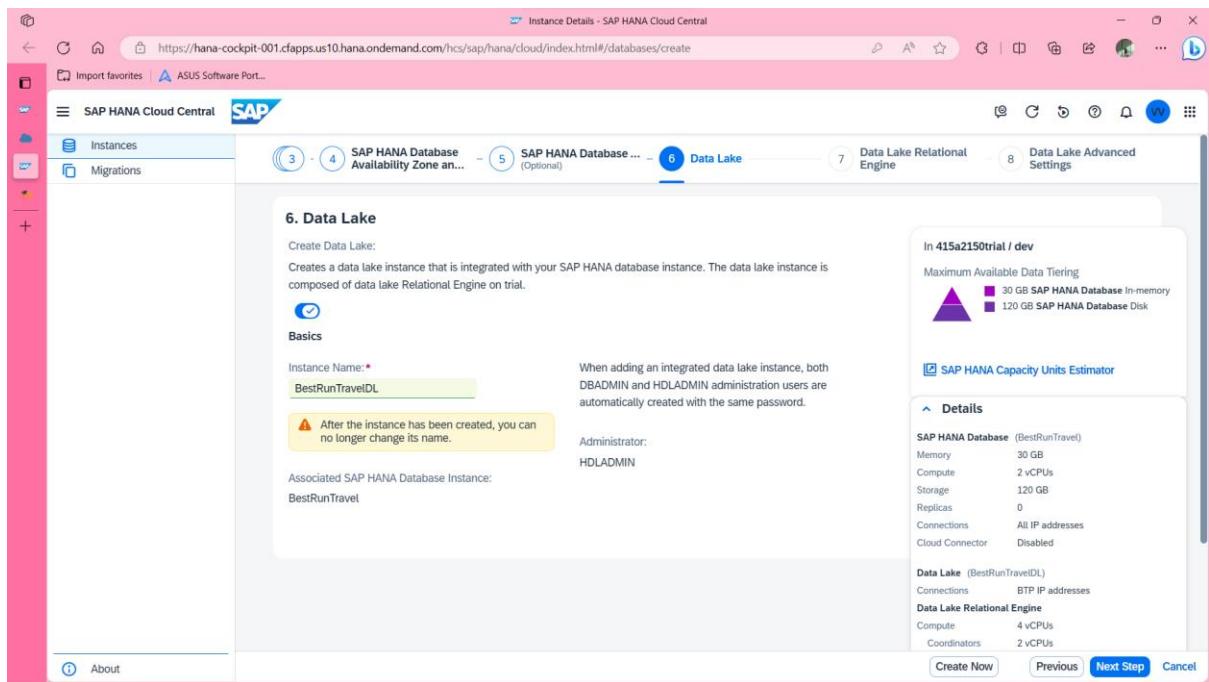 Instance Details - SAP HANA Cloud Central
https://hana-cockpit-001.cfapps.us10.hana.ondemand.com/hcs/sap/hana/cloud/index.html#/databases/create
Import favorites
ASUS Software Port...
SAP HANA Cloud Central
SAP
VV
Instances
Migrations
3 - 4 SAP HANA Database Availability Zone an...
5 SAP HANA Database ... (Optional)
6 Data Lake
7 Data Lake Relational Engine
8 Data Lake Advanced Settings
6. Data Lake
Create Data Lake:
Creates a data lake instance that is integrated with your SAP HANA database instance. The data lake instance is
composed of data lake Relational Engine on trial.
Basics
Instance Name:*
BestRunTravelDL
After the instance has been created, you can
no longer change its name.
Associated SAP HANA Database Instance:
BestRunTravel
When adding an integrated data lake instance, both
DBADMIN and HDLADMIN administration users are
automatically created with the same password.
Administrator:
HDLADMIN
In 415a2150trial / dev
Maximum Available Data Tiering
30 GB SAP HANA Database In-memory
120 GB SAP HANA Database Disk
SAP HANA Capacity Units Estimator
Details
SAP HANA Database (BestRunTravel)
Memory 30 GB
Compute 2 vCPUs
Storage 120 GB
Replicas 0
Connections All IP addresses
Cloud Connector Disabled
Data Lake (BestRunTravelDL)
Connections BTP IP addresses
Data Lake Relational Engine
Compute 4 vCPUs
Coordinators 2 vCPUs
About
Create Now
Previous
Next Step
Cancel